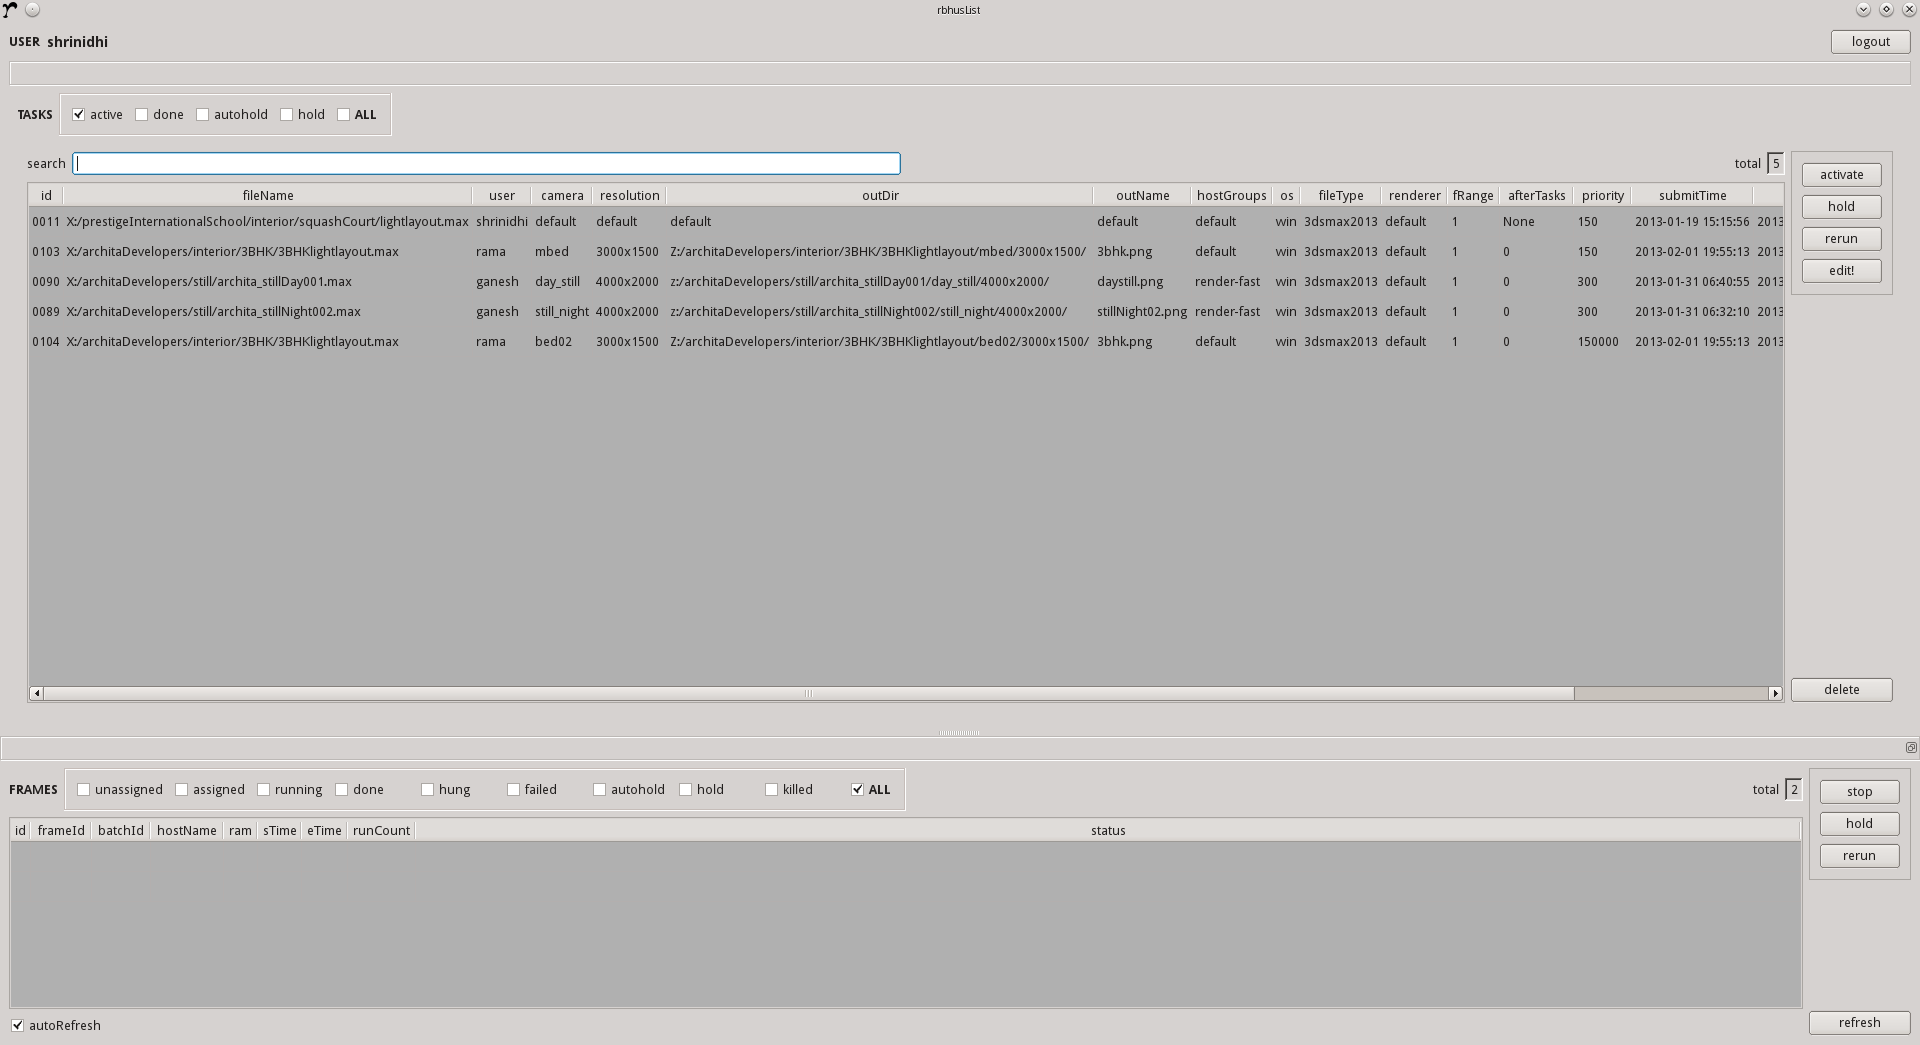 rbhusList
USER shrinidhi logout
TASKS active done autohold hold ALL
search total 5
activate
hold
rerun
edit!
id fileName user camera resolution outDir outName hostGroups os fileType renderer fRange afterTasks priority submitTime
0011 X:/prestigeInternationalSchool/interior/squashCourt/lightlayout.max shrinidhi default default default default default win 3dsmax2013 default 1 None 150 2013-01-19 15:15:56 2013
0103 X:/architaDevelopers/interior/3BHK/3BHKlightlayout.max rama mbed 3000x1500 Z:/architaDevelopers/interior/3BHK/3BHKlightlayout/mbed/3000x1500/ 3bhk.png default win 3dsmax2013 default 1 0 150 2013-02-01 19:55:13 2013
0090 X:/architaDevelopers/still/archita_stillDay001.max ganesh day_still 4000x2000 z:/architaDevelopers/still/archita_stillDay001/day_still/4000x2000/ daystill.png render-fast win 3dsmax2013 default 1 0 300 2013-01-31 06:40:55 2013
0089 X:/architaDevelopers/still/archita_stillNight002.max ganesh still_night 4000x2000 z:/architaDevelopers/still/archita_stillNight002/still_night/4000x2000/ stillNight02.png render-fast win 3dsmax2013 default 1 0 300 2013-01-31 06:32:10 2013
0104 X:/architaDevelopers/interior/3BHK/3BHKlightlayout.max rama bed02 3000x1500 Z:/architaDevelopers/interior/3BHK/3BHKlightlayout/bed02/3000x1500/ 3bhk.png default win 3dsmax2013 default 1 0 150000 2013-02-01 19:55:13 2013
delete
FRAMES unassigned assigned running done hung failed autohold hold killed ALL total 2
stop
hold
rerun
id frameId batchId hostName ram sTime eTime runCount status
autoRefresh refresh